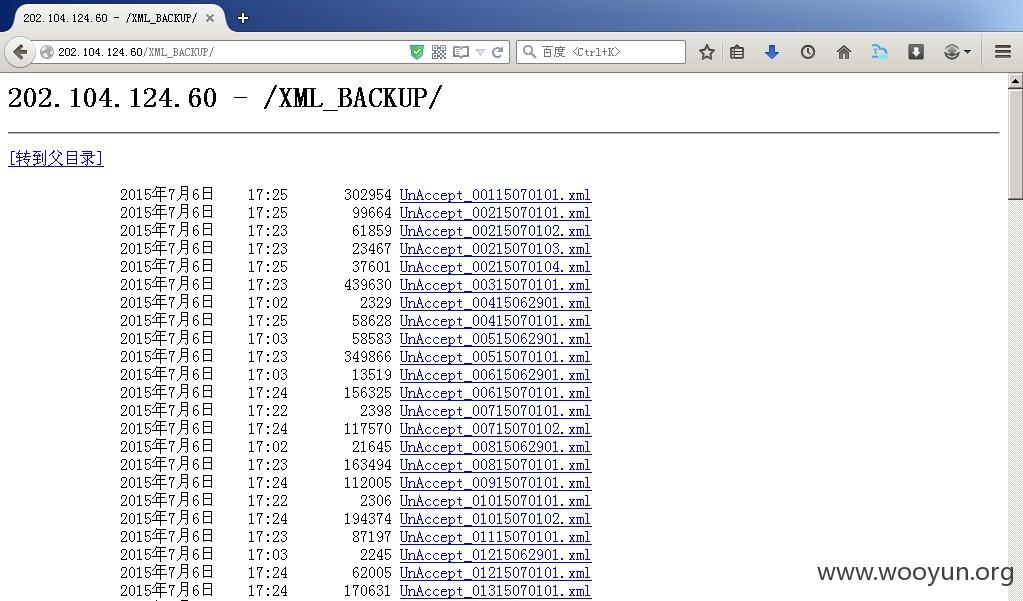 202.104.124.60 - /XML_BACKUP/
202.104.124.60/XML_BACKUP/
百度 <Ctrl+K>
202.104.124.60 - /XML_BACKUP/
[转到父目录]
2015年7月6日 17:25 302954 UnAccept_00115070101.xml
2015年7月6日 17:25 99664 UnAccept_00215070101.xml
2015年7月6日 17:23 61859 UnAccept_00215070102.xml
2015年7月6日 17:23 23467 UnAccept_00215070103.xml
2015年7月6日 17:25 37601 UnAccept_00215070104.xml
2015年7月6日 17:23 439630 UnAccept_00315070101.xml
2015年7月6日 17:02 2329 UnAccept_00415062901.xml
2015年7月6日 17:25 58628 UnAccept_00415070101.xml
2015年7月6日 17:03 58583 UnAccept_00515062901.xml
2015年7月6日 17:23 349866 UnAccept_00515070101.xml
2015年7月6日 17:03 13519 UnAccept_00615062901.xml
2015年7月6日 17:24 156325 UnAccept_00615070101.xml
2015年7月6日 17:22 2398 UnAccept_00715070101.xml
2015年7月6日 17:24 117570 UnAccept_00715070102.xml
2015年7月6日 17:02 21645 UnAccept_00815062901.xml
2015年7月6日 17:23 163494 UnAccept_00815070101.xml
2015年7月6日 17:24 112005 UnAccept_00915070101.xml
2015年7月6日 17:22 2306 UnAccept_01015070101.xml
2015年7月6日 17:24 194374 UnAccept_01015070102.xml
2015年7月6日 17:23 87197 UnAccept_01115070101.xml
2015年7月6日 17:03 2245 UnAccept_01215062901.xml
2015年7月6日 17:24 62005 UnAccept_01215070101.xml
2015年7月6日 17:24 170631 UnAccept_01315070101.xml
www.wooyun.org